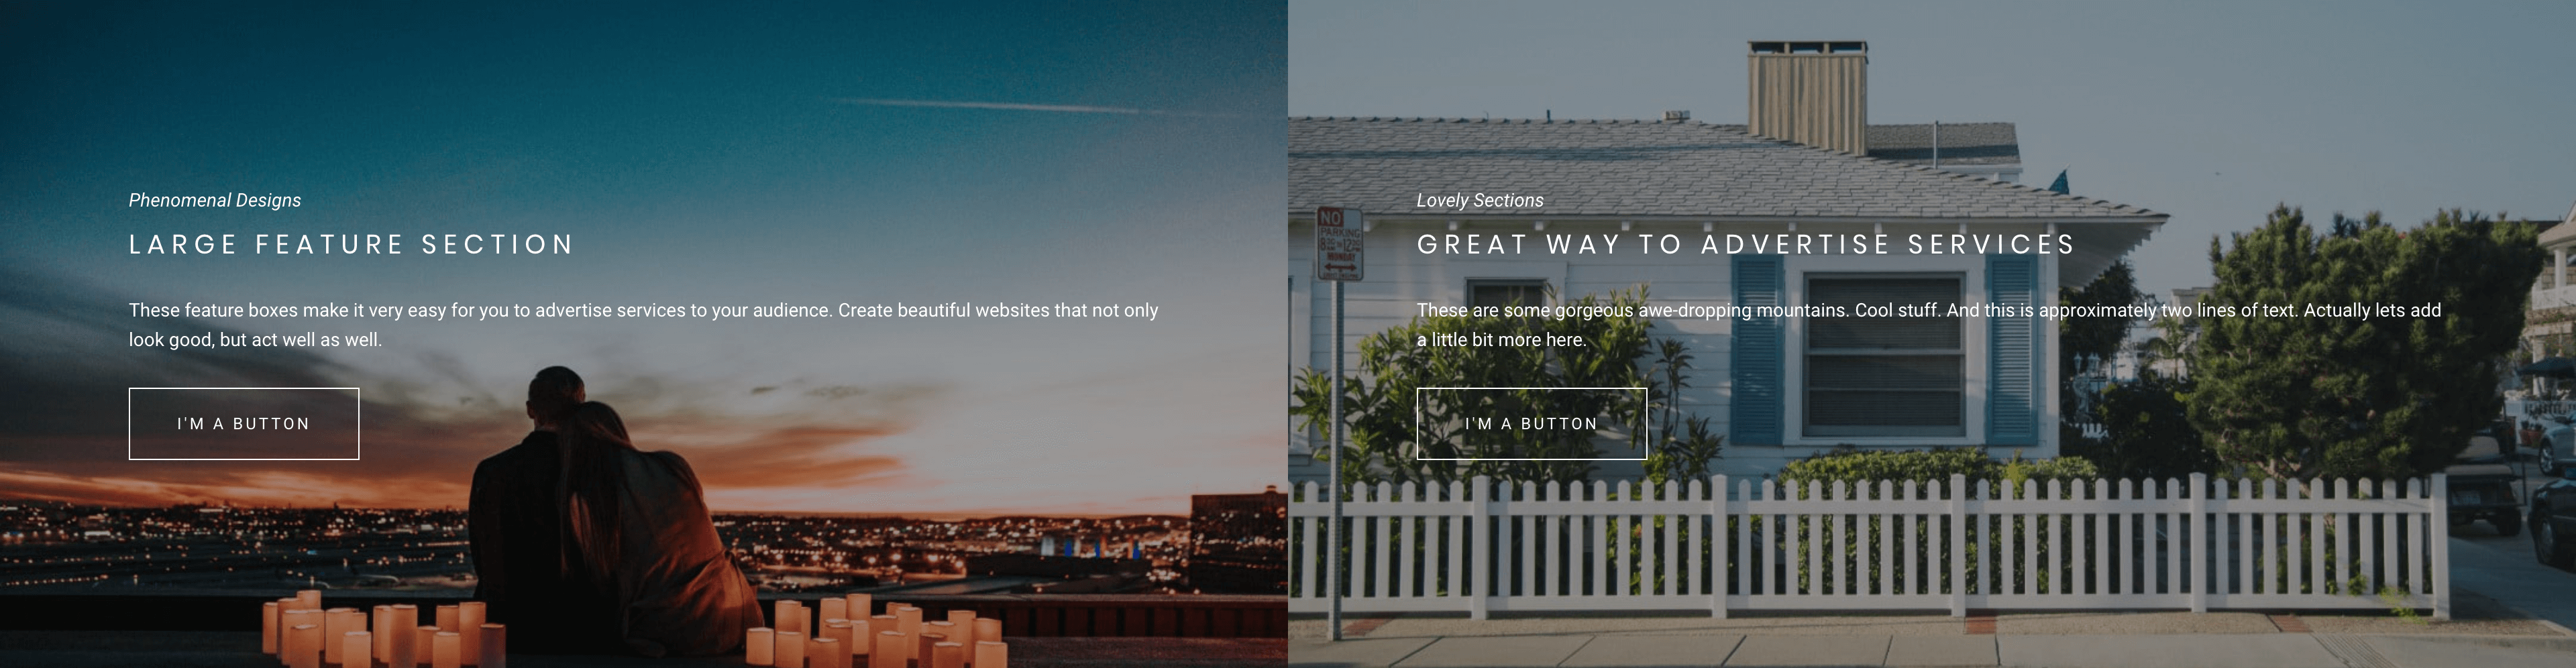 Phenomenal Designs
LARGE FEATURE SECTION
These feature boxes make it very easy for you to advertise services to your audience. Create beautiful websites that not only
look good, but act well as well.
I'M A BUTTON
Lovely Sections
GREAT WAY TO ADVERTISE SERVICES
These are some gorgeous awe-dropping mountains. Cool stuff. And this is approximately two lines of text. Actually lets add
a little bit more here.
I'M A BUTTON
NO
PARKING
MONDAY